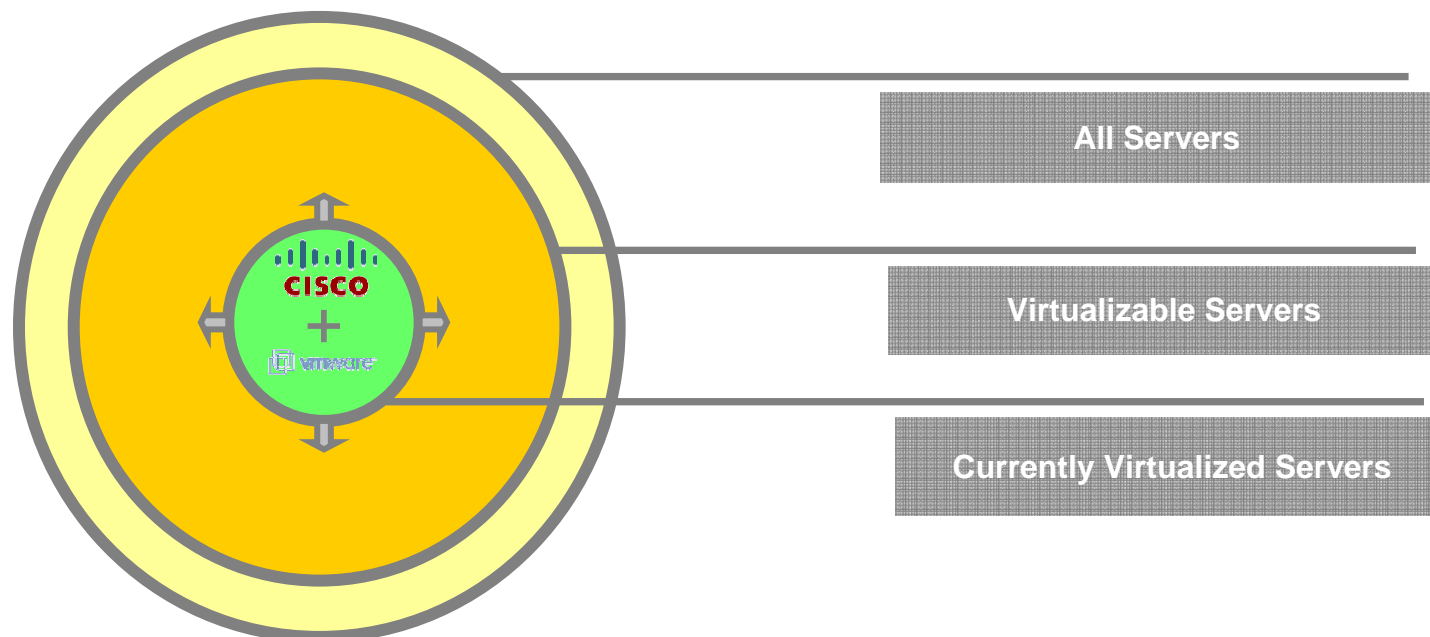 All Servers
Virtualizable Servers
CISCO
+
vmware
Currently Virtualized Servers